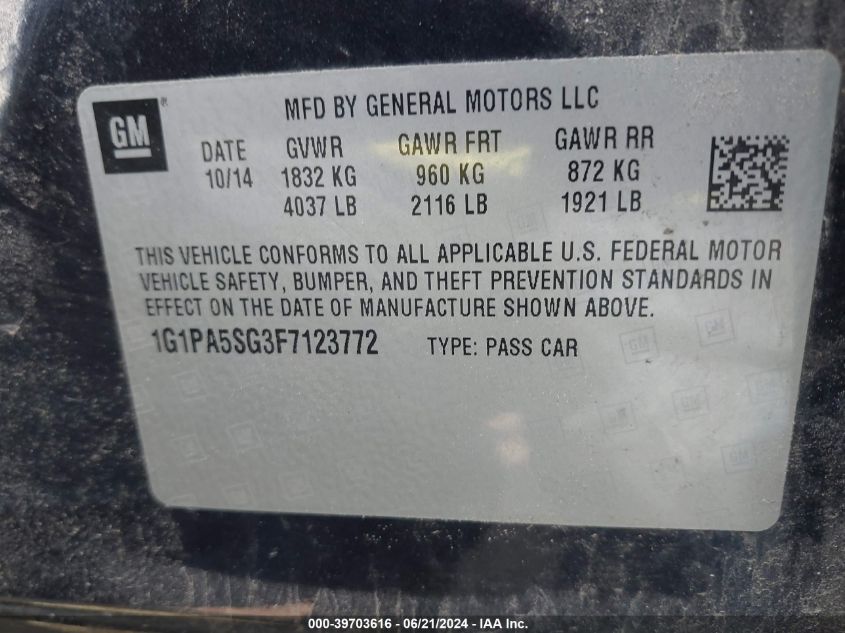 GM ®
MFD BY GENERAL MOTORS LLC
DATE GVWR GAWR FRT GAWR RR
10/14 1832 KG 960 KG 872 KG
4037 LB 2116 LB 1921 LB
THIS VEHICLE CONFORMS TO ALL APPLICABLE U.S. FEDERAL MOTOR
VEHICLE SAFETY, BUMPER, AND THEFT PREVENTION STANDARDS IN
EFFECT ON THE DATE OF MANUFACTURE SHOWN ABOVE.
1G1PA5SG3F7123772 TYPE: PASS CAR
000-39703616 - 06/21/2024 - IAA Inc.